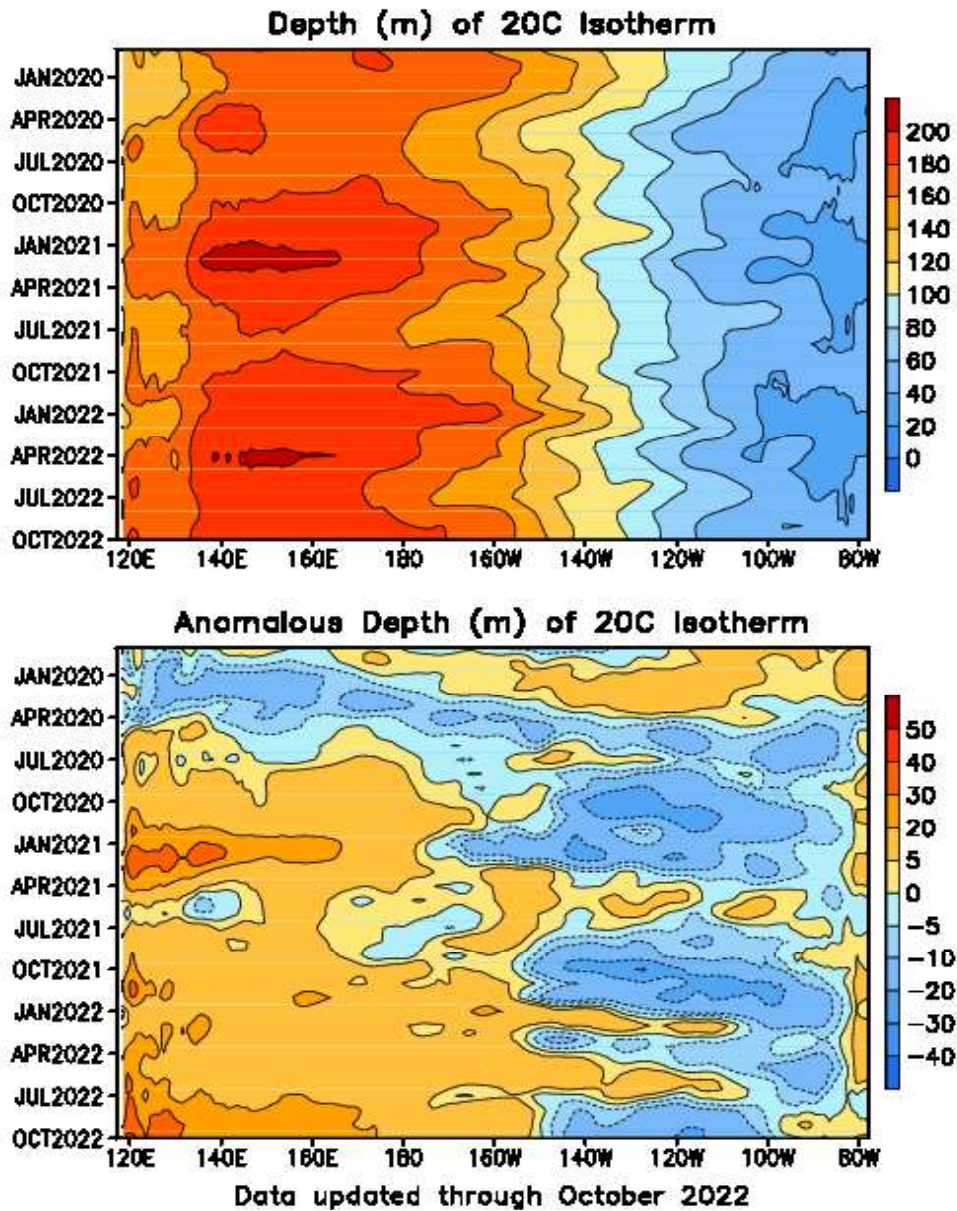 Depth (m) of 20C Isotherm
JAN2020
APR2020
JUL2020
OCT2020
JAN2021
APR2021
JUL2021
OCT2021
JAN2022
APR2022
JUL2022
OCT2022
120E 140E 160E 180 160W 140W 120W 100W 80W
200
180
160
140
120
100
80
60
40
20
0
Anomalous Depth (m) of 20C Isotherm
JAN2020
APR2020
JUL2020
OCT2020
JAN2021
APR2021
JUL2021
OCT2021
JAN2022
APR2022
JUL2022
OCT2022
120E 140E 160E 180 160W 140W 120W 100W 80W
50
40
30
20
5
0
-5
-10
-20
-30
-40
Data updated through October 2022